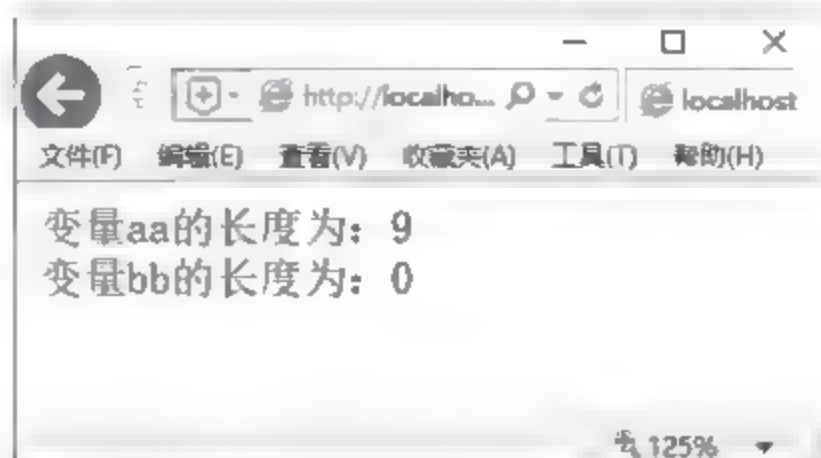 http://localho...
localhost
文件(F) 编辑(E) 查看(V) 收藏夹(A) 工具(T) 帮助(H)
变量aa的长度为：9
变量bb的长度为：0
125%